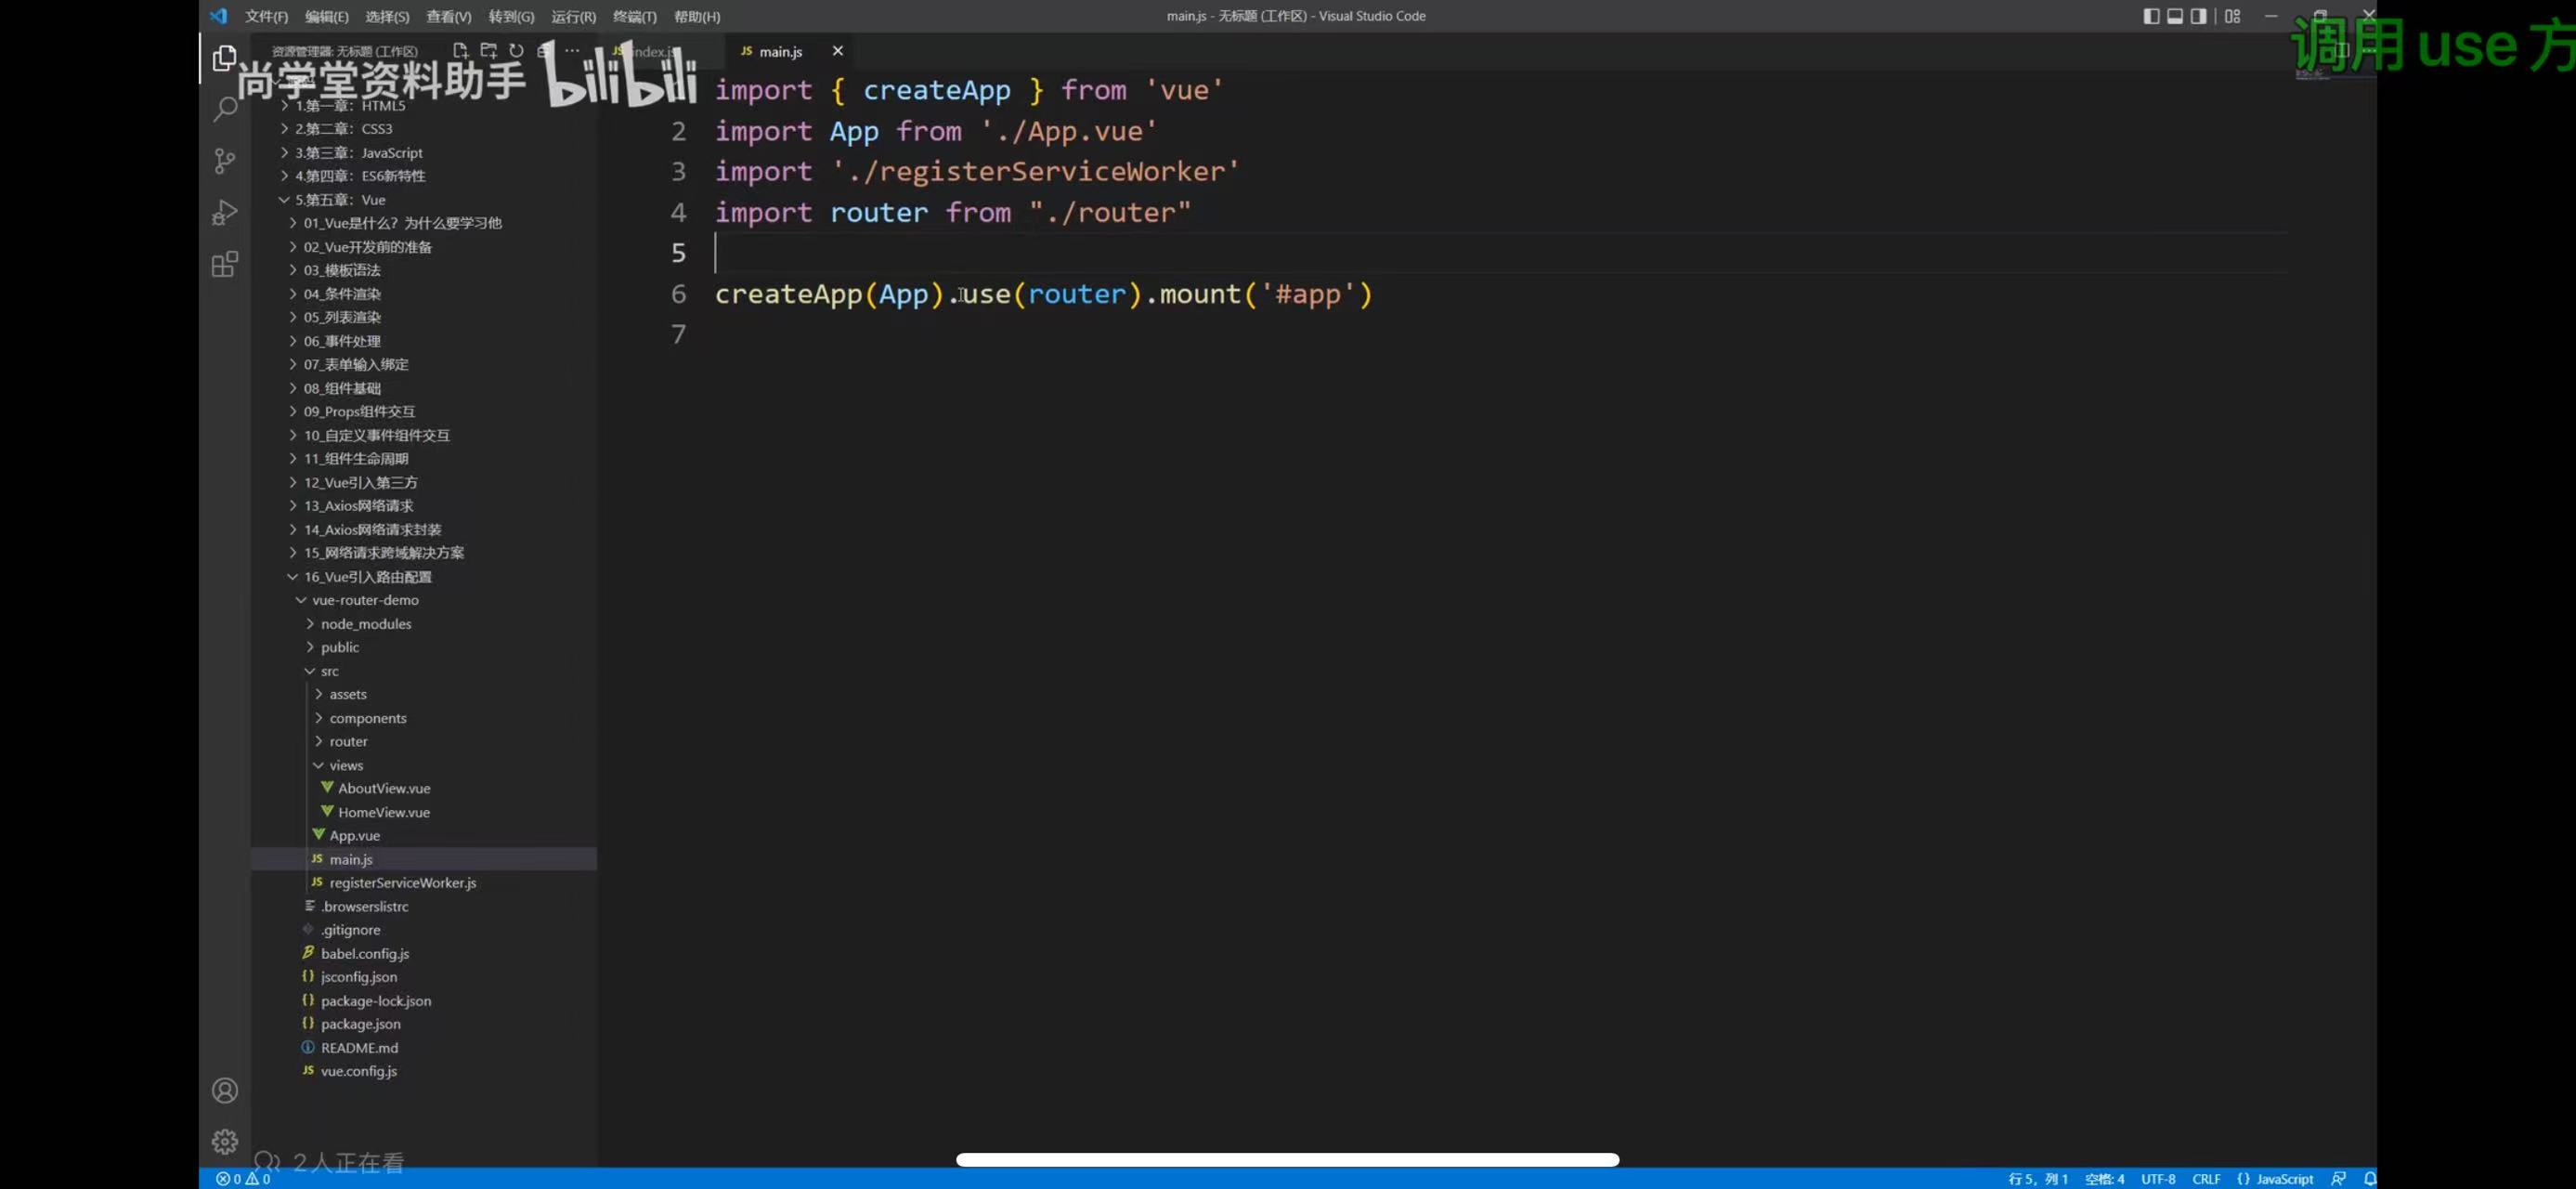 文件(F) 编辑(E) 选择(S) 查看(V) 转到(G) 运行(R) 终端(T) 帮助(H)
main.js - 无标题 (工作区) - Visual Studio Code
调用 use 方
资源管理器: 无标题 (工作区)
index.js
JS main.js
尚学堂资料助手 bilibili
1.第一章：HTML5
2.第二章：CSS3
3.第三章：JavaScript
4.第四章：ES6新特性
5.第五章：Vue
01_Vue是什么？为什么要学习他
02_Vue开发前的准备
03_模板语法
04_条件渲染
05_列表渲染
06_事件处理
07_表单输入绑定
08_组件基础
09_Props组件交互
10_自定义事件组件交互
11_组件生命周期
12_Vue引入第三方
13_Axios网络请求
14_Axios网络请求封装
15_网络请求跨域解决方案
16_Vue引入路由配置
vue-router-demo
node_modules
public
src
assets
components
router
views
AboutView.vue
HomeView.vue
App.vue
JS main.js
JS registerServiceWorker.js
.browserslistrc
.gitignore
babel.config.js
{} jsconfig.json
{} package-lock.json
{} package.json
README.md
JS vue.config.js
import { createApp } from 'vue'
2 import App from './App.vue'
3 import './registerServiceWorker'
4 import router from "./router"
5
6 createApp(App).use(router).mount('#app')
7
2人正在看
0 0
行 5，列 1 空格: 4 UTF-8 CRLF {} JavaScript